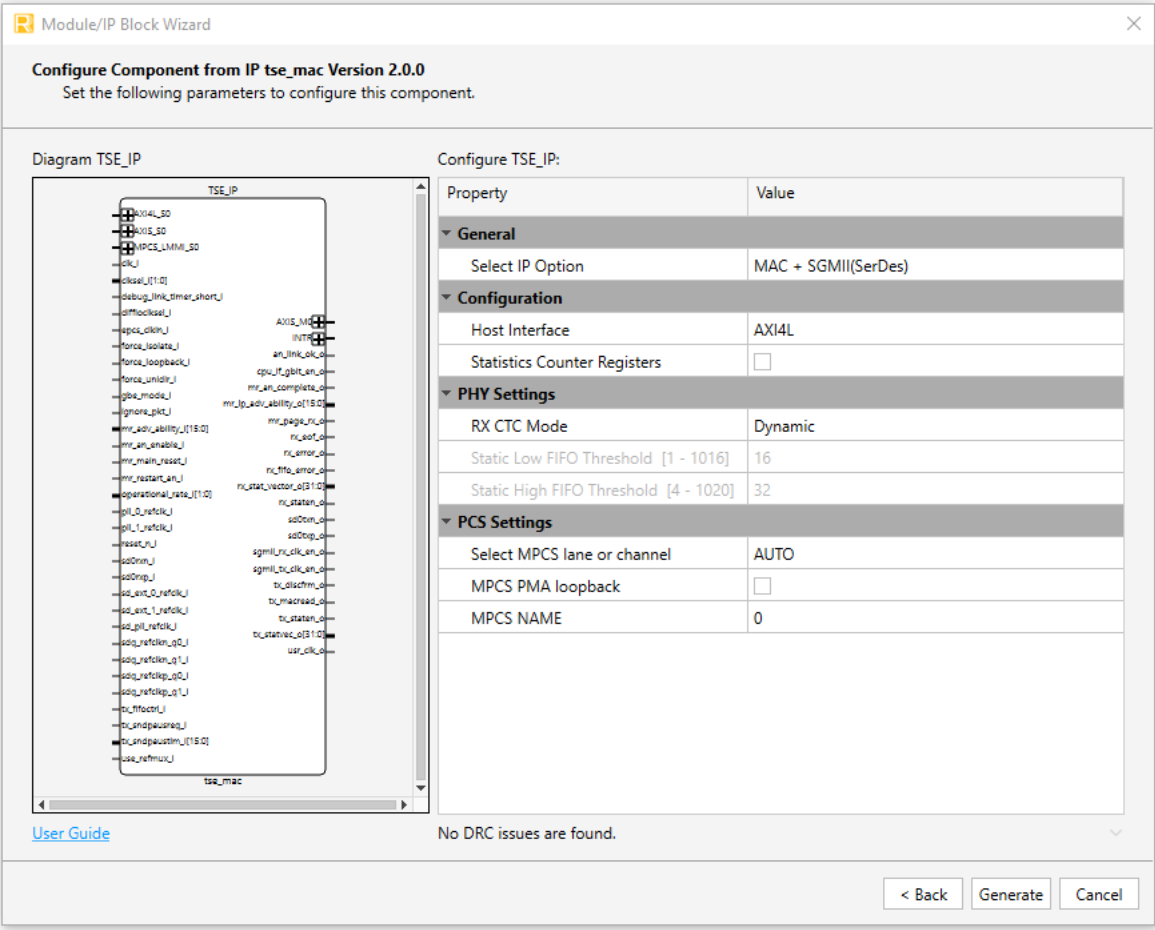 Module/IP Block Wizard
Configure Component from IP tse_mac Version 2.0.0
Set the following parameters to configure this component.
Diagram TSE_IP
TSE_IP
AXI4L_S0
AXIS_S0
MPCS_LMMI_S0
clk_i
clksel_i[1:0]
debug_link_timer_short_i
diffioclksel_i
epcs_clkin_i
force_isolate_i
force_loopback_i
force_unidir_i
gbe_mode_i
ignore_pkt_i
mr_adv_ability_i[15:0]
mr_an_enable_i
mr_main_reset_i
mr_restart_an_i
operational_rate_i[1:0]
pll_0_refclk_i
pll_1_refclk_i
reset_n_i
sd0rxn_i
sd0rxp_i
sd_ext_0_refclk_i
sd_ext_1_refclk_i
sd_pll_refclk_i
sdq_refclkn_q0_i
sdq_refclkn_q1_i
sdq_refclkp_q0_i
sdq_refclkp_q1_i
tx_fifoctrl_i
tx_sndpausreq_i
tx_sndpaustim_i[15:0]
use_refmux_i
AXIS_M0
INTR
an_link_ok_o
cpu_if_gbit_en_o
mr_an_complete_o
mr_lp_adv_ability_o[15:0]
mr_page_rx_o
rx_eof_o
rx_error_o
rx_fifo_error_o
rx_stat_vector_o[31:0]
rx_staten_o
sd0txn_o
sd0txp_o
sgmii_rx_clk_en_o
sgmii_tx_clk_en_o
tx_discfrm_o
tx_macread_o
tx_staten_o
tx_statvec_o[31:0]
usr_clk_o
tse_mac
User Guide
Configure TSE_IP:
Property Value
General
Select IP Option MAC + SGMII(SerDes)
Configuration
Host Interface AXI4L
Statistics Counter Registers
PHY Settings
RX CTC Mode Dynamic
Static Low FIFO Threshold [1 - 1016] 16
Static High FIFO Threshold [4 - 1020] 32
PCS Settings
Select MPCS lane or channel AUTO
MPCS PMA loopback
MPCS NAME 0
No DRC issues are found.
< Back Generate Cancel